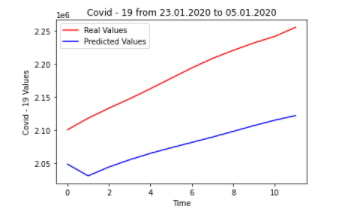 Covid - 19 from 23.01.2020 to 05.01.2020
1e6
Real Values
Predicted Values
2.25
2.20
2.15
2.10
2.05
Covid - 19 Values
0 2 4 6 8 10
Time